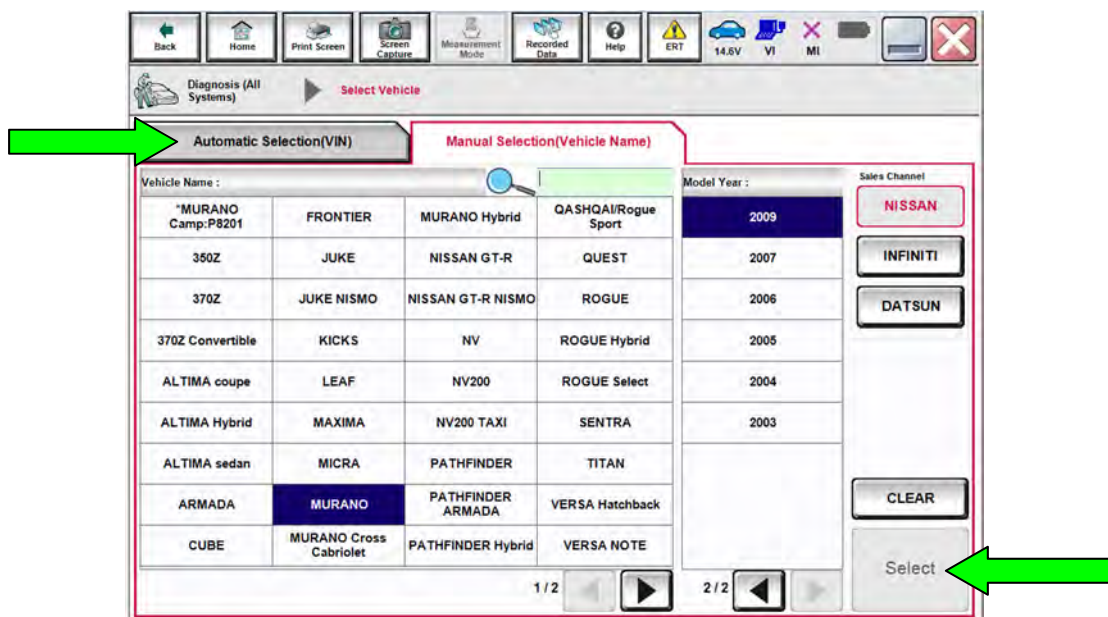 Back
Home
Print Screen
Screen
Capture
Measurement
Mode
Recorded
Data
Help
ERT
14.6V
VI
MI
Diagnosis (All
Systems)
Select Vehicle
Automatic Selection(VIN)
Manual Selection(Vehicle Name)
Vehicle Name :
Model Year :
Sales Channel
*MURANO
Camp:P8201
FRONTIER
MURANO Hybrid
QASHQAI/Rogue
Sport
2009
NISSAN
350Z
JUKE
NISSAN GT-R
QUEST
2007
INFINITI
370Z
JUKE NISMO
NISSAN GT-R NISMO
ROGUE
2006
DATSUN
370Z Convertible
KICKS
NV
ROGUE Hybrid
2005
ALTIMA coupe
LEAF
NV200
ROGUE Select
2004
ALTIMA Hybrid
MAXIMA
NV200 TAXI
SENTRA
2003
ALTIMA sedan
MICRA
PATHFINDER
TITAN
ARMADA
MURANO
PATHFINDER
ARMADA
VERSA Hatchback
CLEAR
CUBE
MURANO Cross
Cabriolet
PATHFINDER Hybrid
VERSA NOTE
Select
1/2
2/2